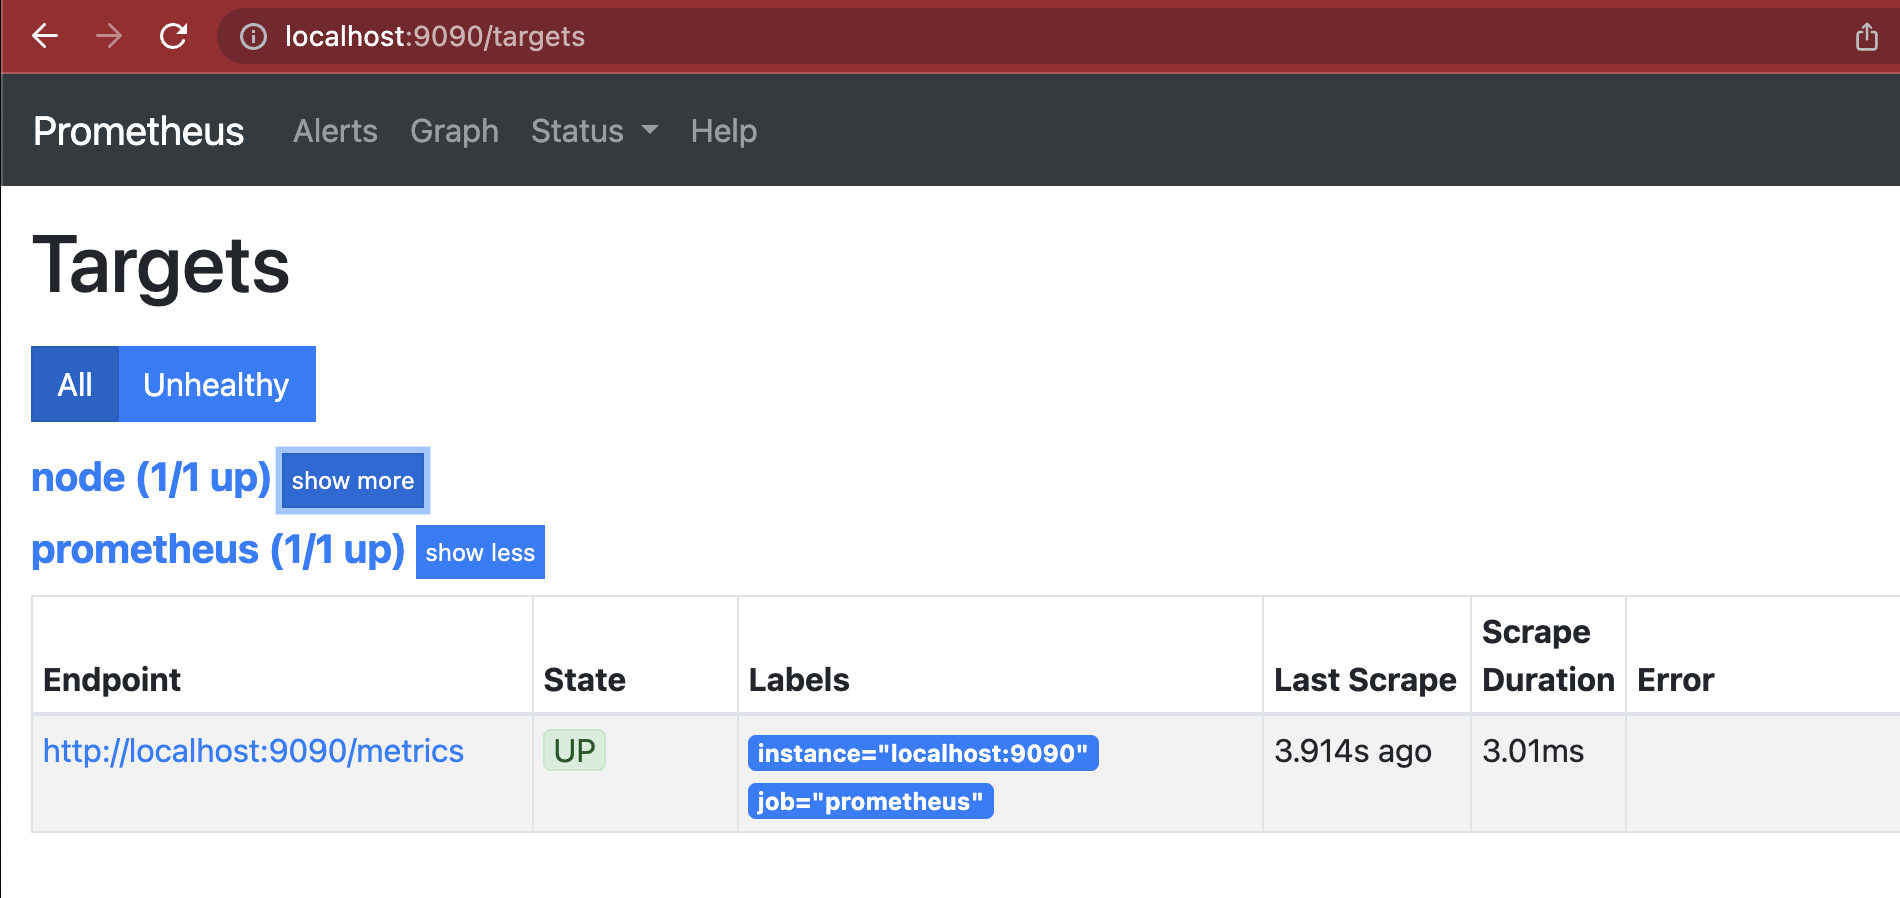 localhost:9090/targets
Prometheus Alerts Graph Status Help
Targets
All Unhealthy
node (1/1 up) show more
prometheus (1/1 up) show less
Endpoint State Labels Last Scrape Scrape Duration Error
http://localhost:9090/metrics UP instance="localhost:9090" 3.914s ago 3.01ms
job="prometheus"